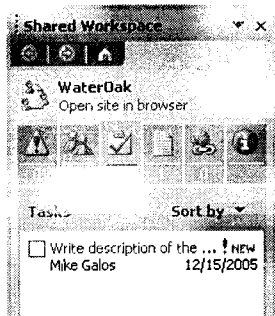 Shared Workspace
WaterOak
Open site in browser
Tasks Sort by
Write description of the ... ! NEW
Mike Galos 12/15/2005